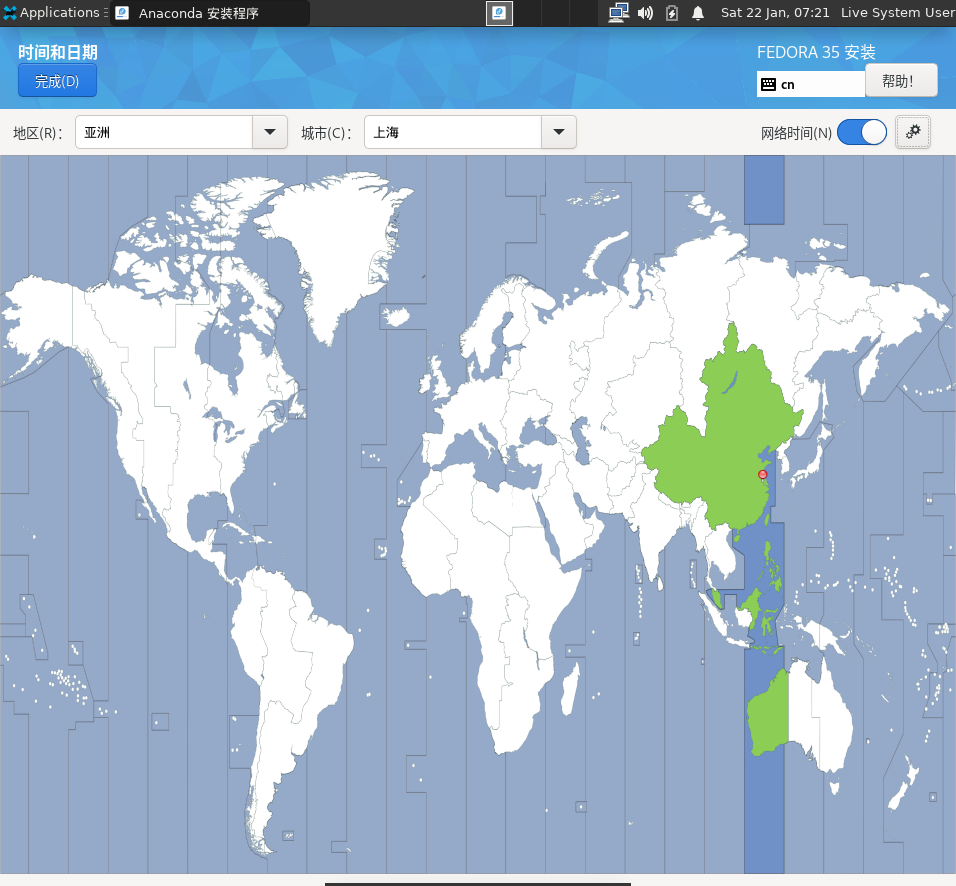 Applications
Anaconda 安装程序
Sat 22 Jan, 07:21
Live System User
时间和日期
完成(D)
FEDORA 35 安装
cn
帮助!
地区(R):
亚洲
城市(C):
上海
网络时间(N)